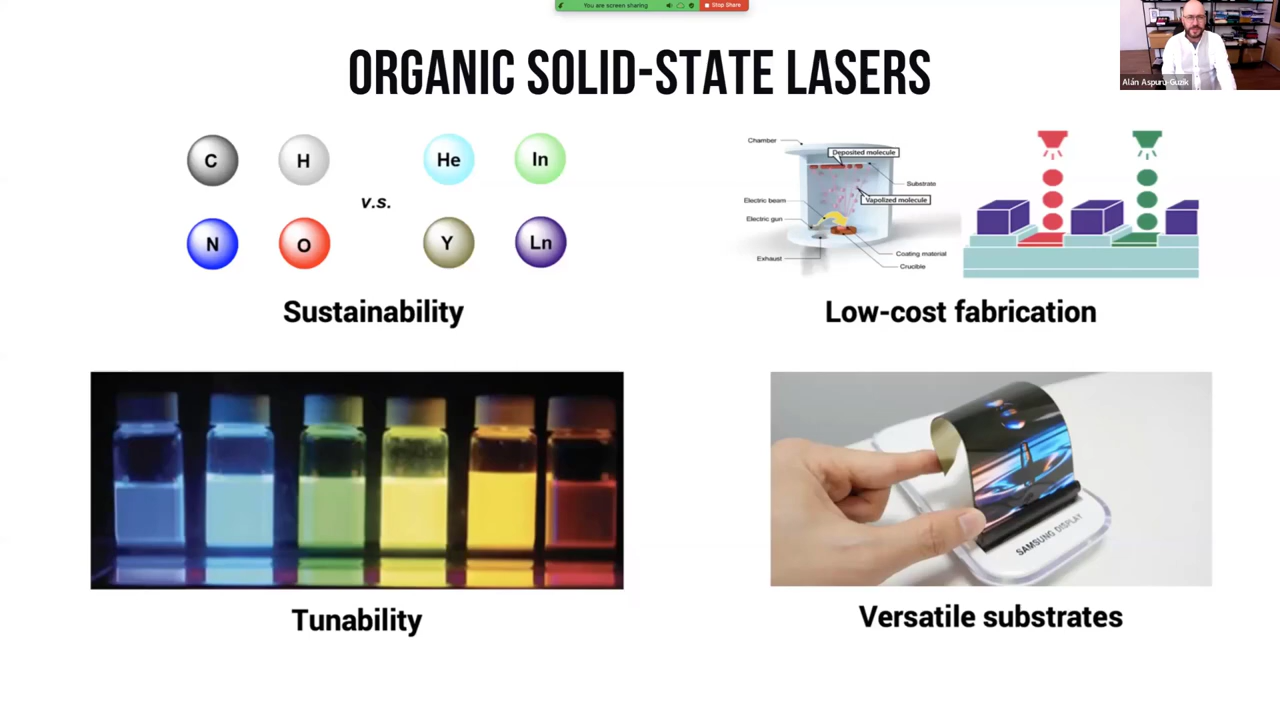 You are screen sharing
Stop Share
Alán Aspuru-Guzik
ORGANIC SOLID-STATE LASERS
C H He In
v.s.
N O Y Ln
Sustainability
Chamber
Deposited molecule
Substrate
Electric beam
Vapolized molecule
Electric gun
Coating material
Exhaust
Crucible
Low-cost fabrication
SAMSUNG DISPLAY
Tunability
Versatile substrates